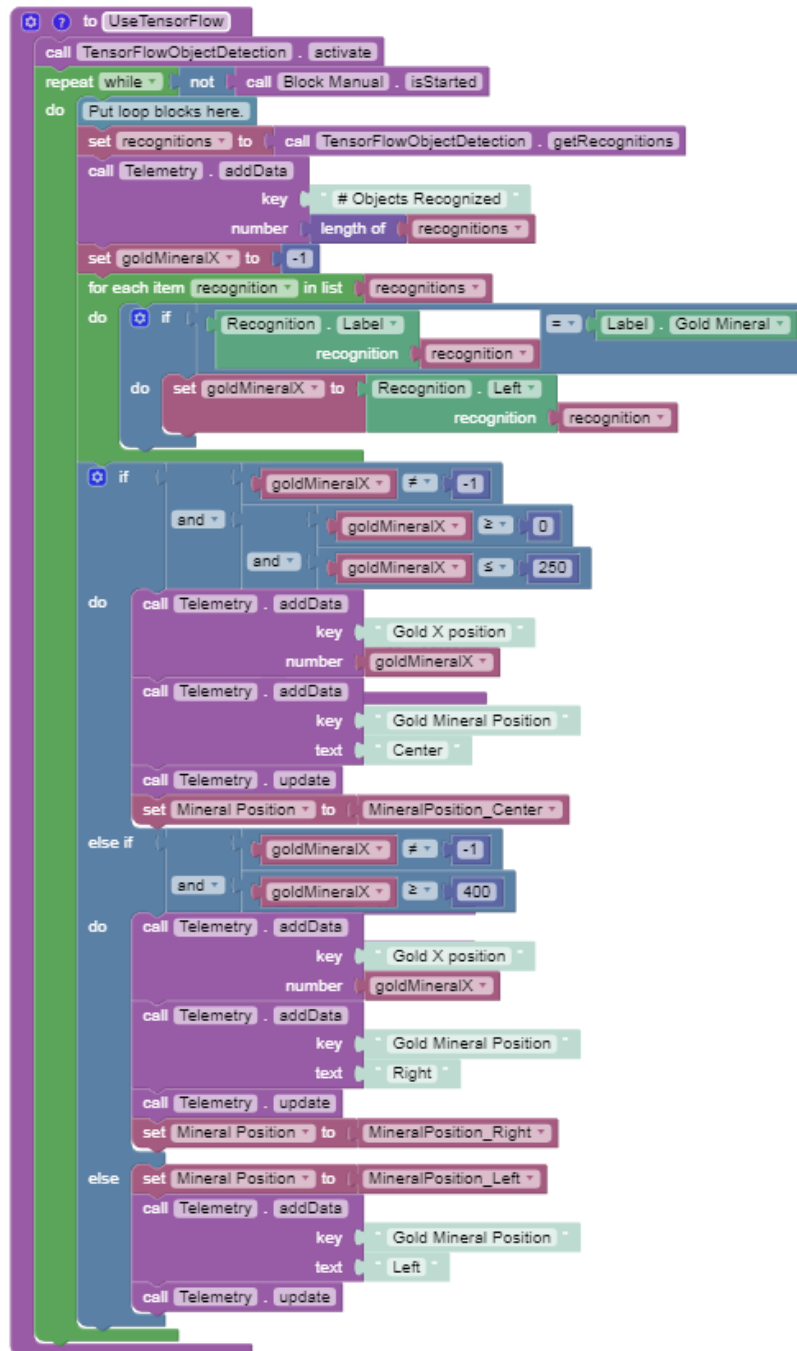 to UseTensorFlow
call TensorFlowObjectDetection . activate
repeat while not call Block Manual . isStarted
do Put loop blocks here.
set recognitions to call TensorFlowObjectDetection . getRecognitions
call Telemetry . addData
key " # Objects Recognized "
number length of recognitions
set goldMineralX to -1
for each item recognition in list recognitions
do if Recognition . Label = Label . Gold Mineral
recognition recognition
do set goldMineralX to Recognition . Left
recognition recognition
if goldMineralX ≠ -1
and goldMineralX ≥ 0
and goldMineralX ≤ 250
do call Telemetry . addData
key " Gold X position "
number goldMineralX
call Telemetry . addData
key " Gold Mineral Position "
text " Center "
call Telemetry . update
set Mineral Position to MineralPosition_Center
else if goldMineralX ≠ -1
and goldMineralX ≥ 400
do call Telemetry . addData
key " Gold X position "
number goldMineralX
call Telemetry . addData
key " Gold Mineral Position "
text " Right "
call Telemetry . update
set Mineral Position to MineralPosition_Right
else set Mineral Position to MineralPosition_Left
call Telemetry . addData
key " Gold Mineral Position "
text " Left "
call Telemetry . update